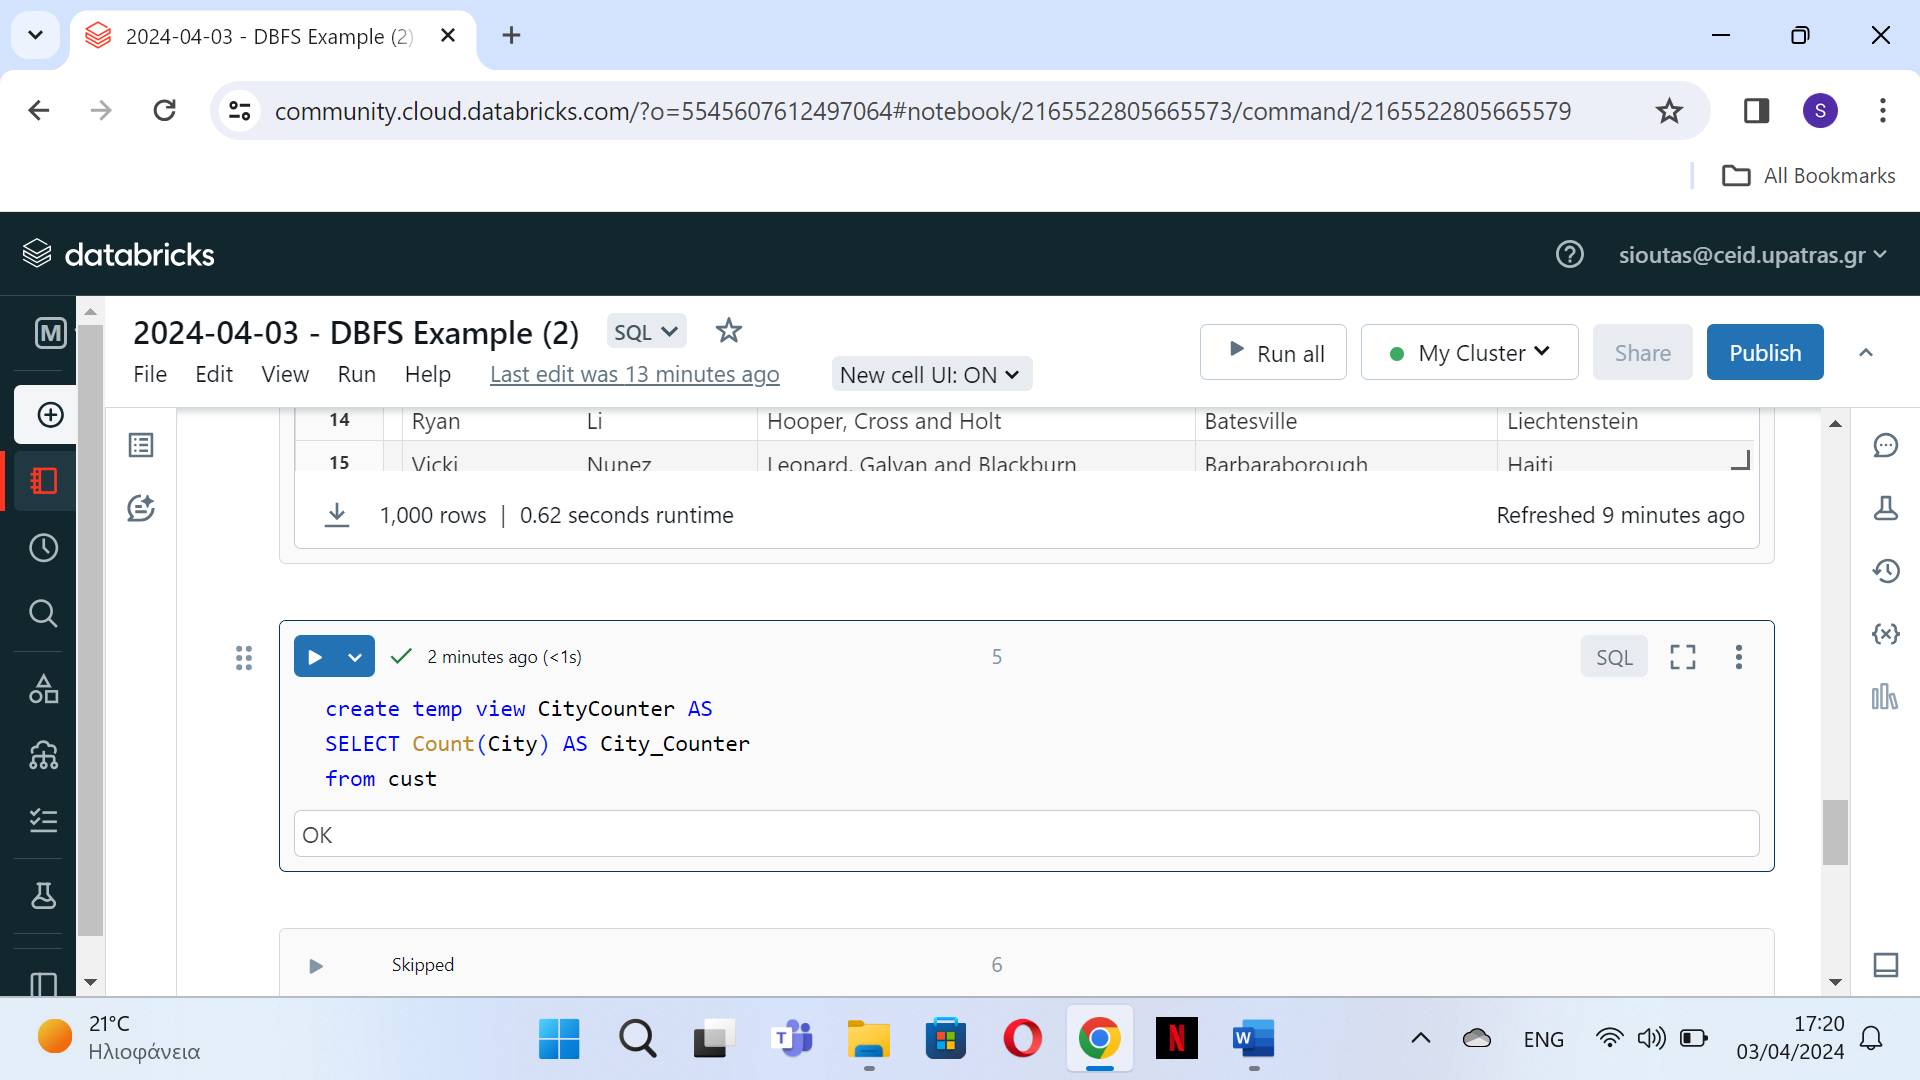 2024-04-03 - DBFS Example (2)
community.cloud.databricks.com/?o=5545607612497064#notebook/2165522805665573/command/2165522805665579
S
All Bookmarks
databricks
sioutas@ceid.upatras.gr
M
2024-04-03 - DBFS Example (2) SQL
File Edit View Run Help Last edit was 13 minutes ago New cell UI: ON
Run all My Cluster Share Publish
14 Ryan Li Hooper, Cross and Holt Batesville Liechtenstein
15 Vicki Nunez Leonard, Galvan and Blackburn Barbaraborough Haiti
1,000 rows | 0.62 seconds runtime Refreshed 9 minutes ago
2 minutes ago (<1s) 5 SQL
create temp view CityCounter AS
SELECT Count(City) AS City_Counter
from cust
OK
Skipped 6
21°C
Ηλιοφάνεια
ENG
17:20
03/04/2024